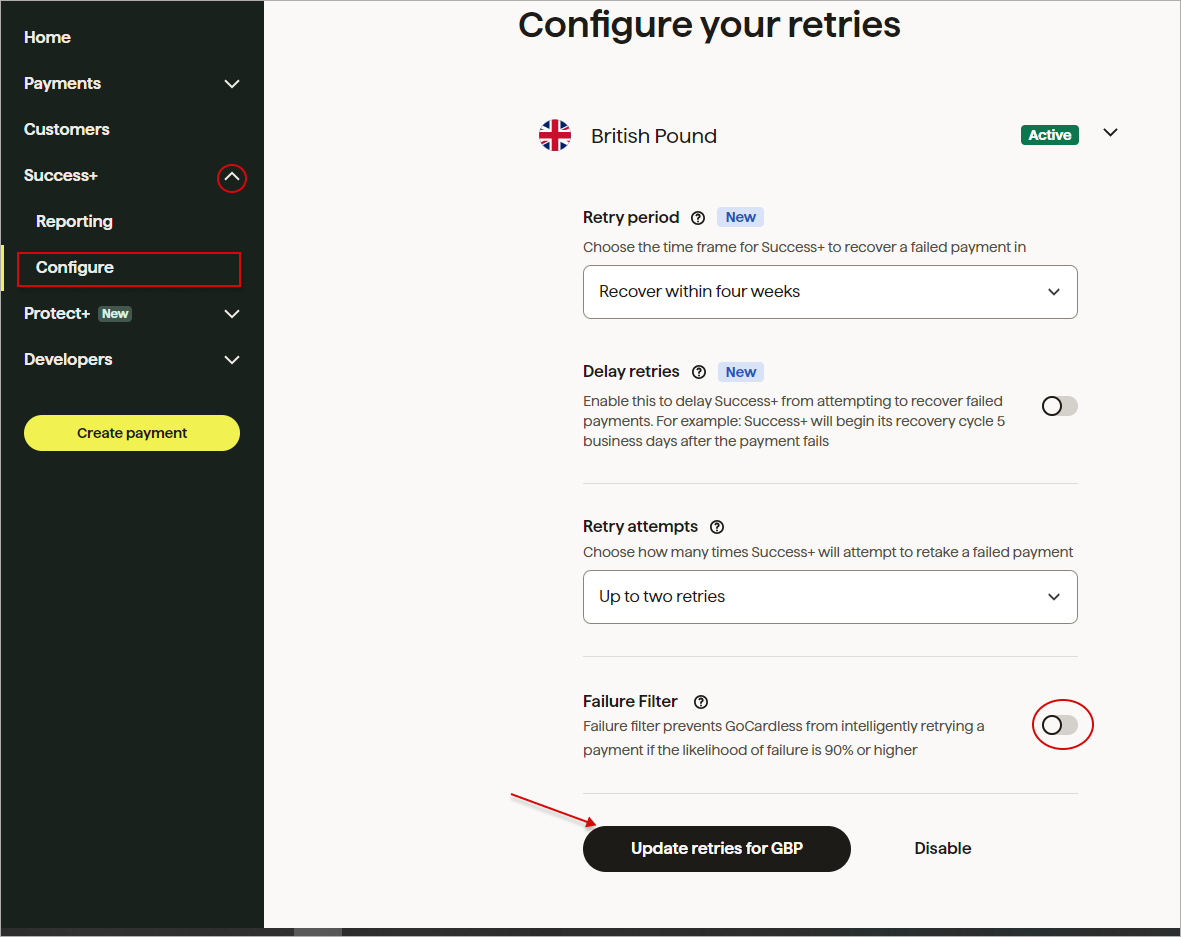 Home
Payments
Customers
Success+
Reporting
Configure
Protect+ New
Developers
Create payment
Configure your retries
British Pound
Active
Retry period New
Choose the time frame for Success+ to recover a failed payment in
Recover within four weeks
Delay retries New
Enable this to delay Success+ from attempting to recover failed
payments. For example: Success+ will begin its recovery cycle 5
business days after the payment fails
Retry attempts
Choose how many times Success+ will attempt to retake a failed payment
Up to two retries
Failure Filter
Failure filter prevents GoCardless from intelligently retrying a
payment if the likelihood of failure is 90% or higher
Update retries for GBP
Disable